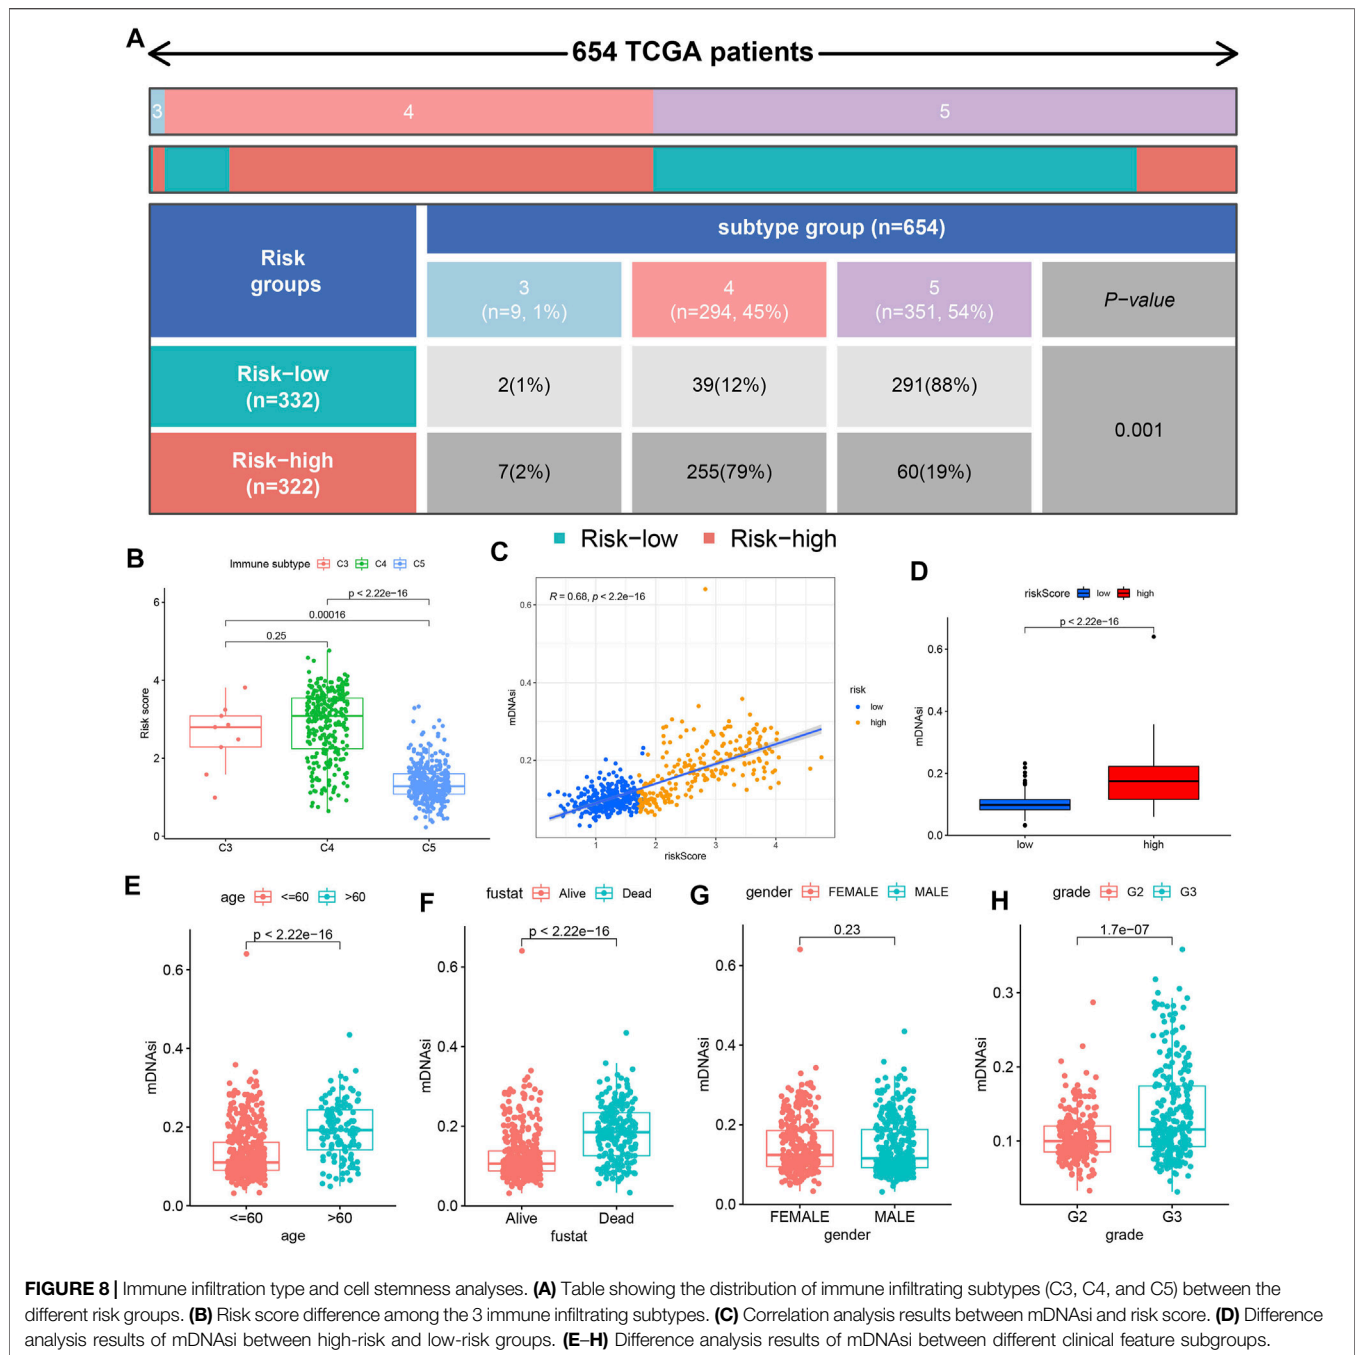 A
654 TCGA patients
3 4 5
Risk groups
subtype group (n=654)
3 (n=9, 1%)
4 (n=294, 45%)
5 (n=351, 54%)
P−value
Risk−low (n=332)
2(1%)
39(12%)
291(88%)
0.001
Risk−high (n=322)
7(2%)
255(79%)
60(19%)
Risk−low Risk−high
B
Immune subtype C3 C4 C5
p < 2.22e−16
0.00016
0.25
Risk score
6
4
2
0
C3 C4 C5
C
R = 0.68, p < 2.2e−16
mDNAsi
0.6
0.4
0.2
1 2 3 4
riskScore
risk
low
high
D
riskScore low high
p < 2.22e−16
mDNAsi
0.6
0.4
0.2
0.0
low high
E
age <=60 >60
p < 2.22e−16
mDNAsi
0.6
0.4
0.2
0.0
<=60 >60
age
F
fustat Alive Dead
p < 2.22e−16
mDNAsi
0.6
0.4
0.2
0.0
Alive Dead
fustat
G
gender FEMALE MALE
0.23
mDNAsi
0.6
0.4
0.2
0.0
FEMALE MALE
gender
H
grade G2 G3
1.7e−07
mDNAsi
0.3
0.2
0.1
G2 G3
grade
FIGURE 8 | Immune infiltration type and cell stemness analyses. (A) Table showing the distribution of immune infiltrating subtypes (C3, C4, and C5) between the
different risk groups. (B) Risk score difference among the 3 immune infiltrating subtypes. (C) Correlation analysis results between mDNAsi and risk score. (D) Difference
analysis results of mDNAsi between high-risk and low-risk groups. (E–H) Difference analysis results of mDNAsi between different clinical feature subgroups.